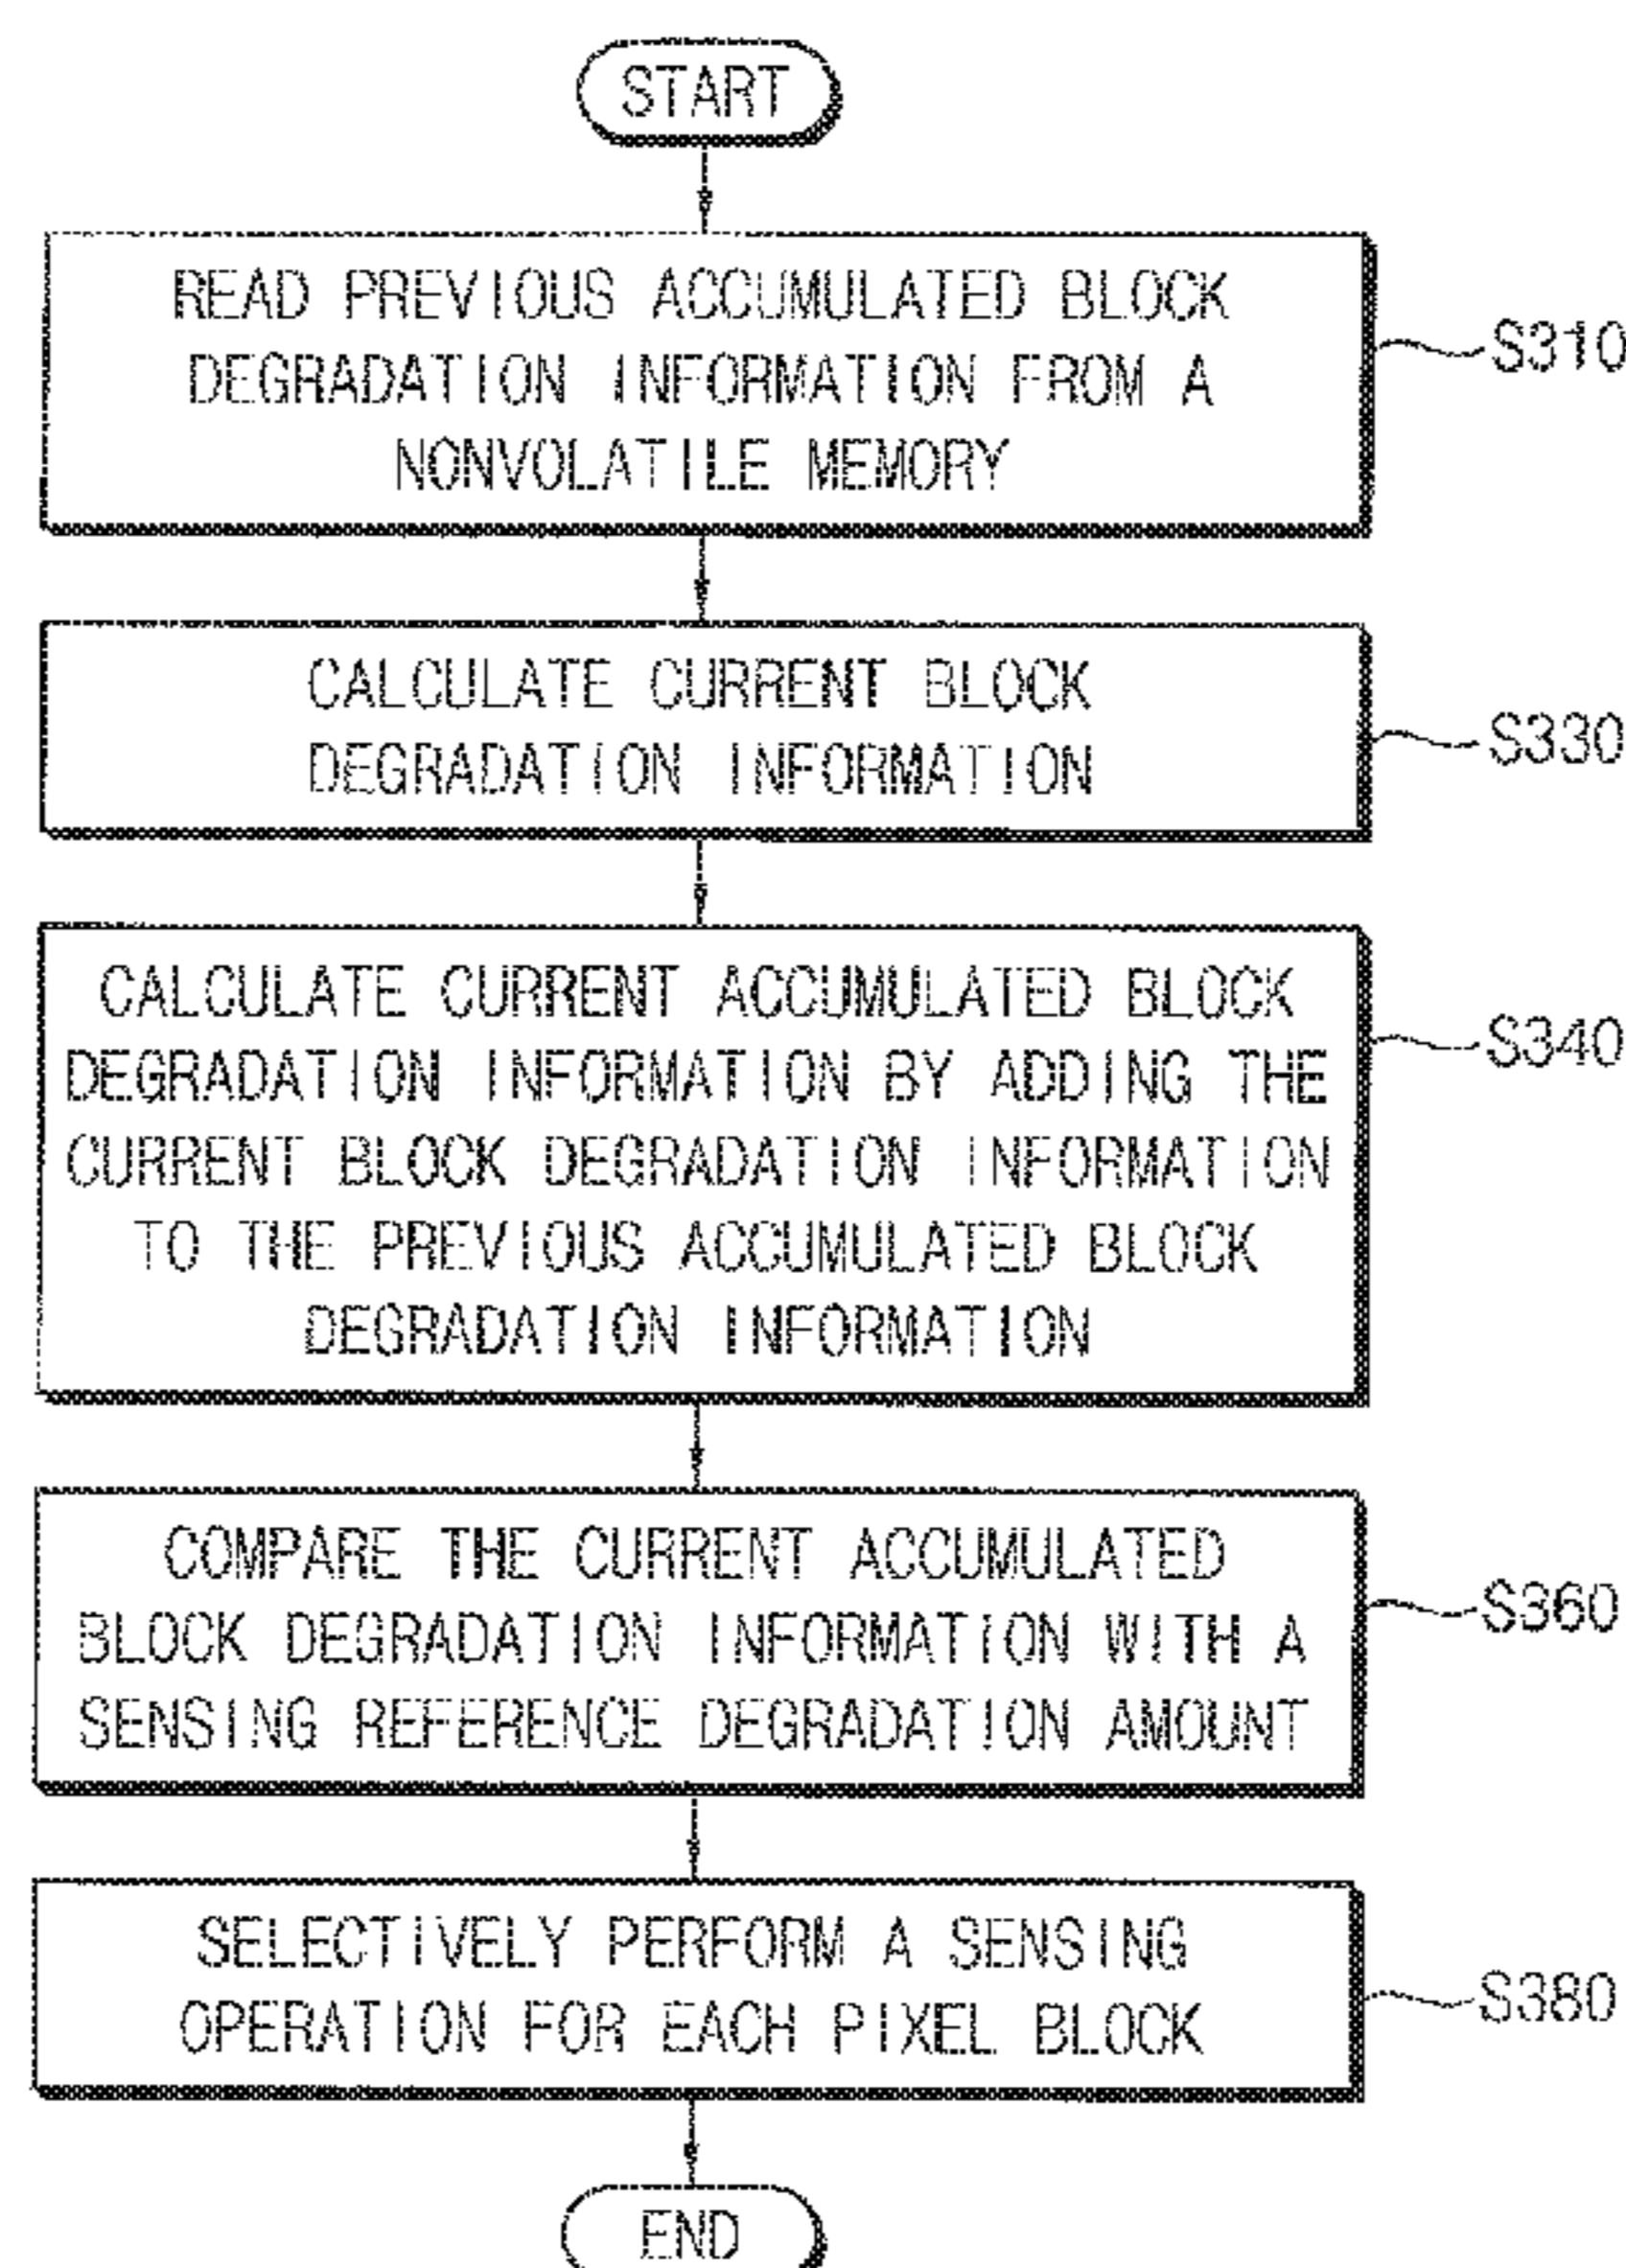 START
READ PREVIOUS ACCUMULATED BLOCK
DEGRADATION INFORMATION FROM A
NONVOLATILE MEMORY
S310
CALCULATE CURRENT BLOCK
DEGRADATION INFORMATION
S330
CALCULATE CURRENT ACCUMULATED BLOCK
DEGRADATION INFORMATION BY ADDING THE
CURRENT BLOCK DEGRADATION INFORMATION
TO THE PREVIOUS ACCUMULATED BLOCK
DEGRADATION INFORMATION
S340
COMPARE THE CURRENT ACCUMULATED
BLOCK DEGRADATION INFORMATION WITH A
SENSING REFERENCE DEGRADATION AMOUNT
S360
SELECTIVELY PERFORM A SENSING
OPERATION FOR EACH PIXEL BLOCK
S380
END